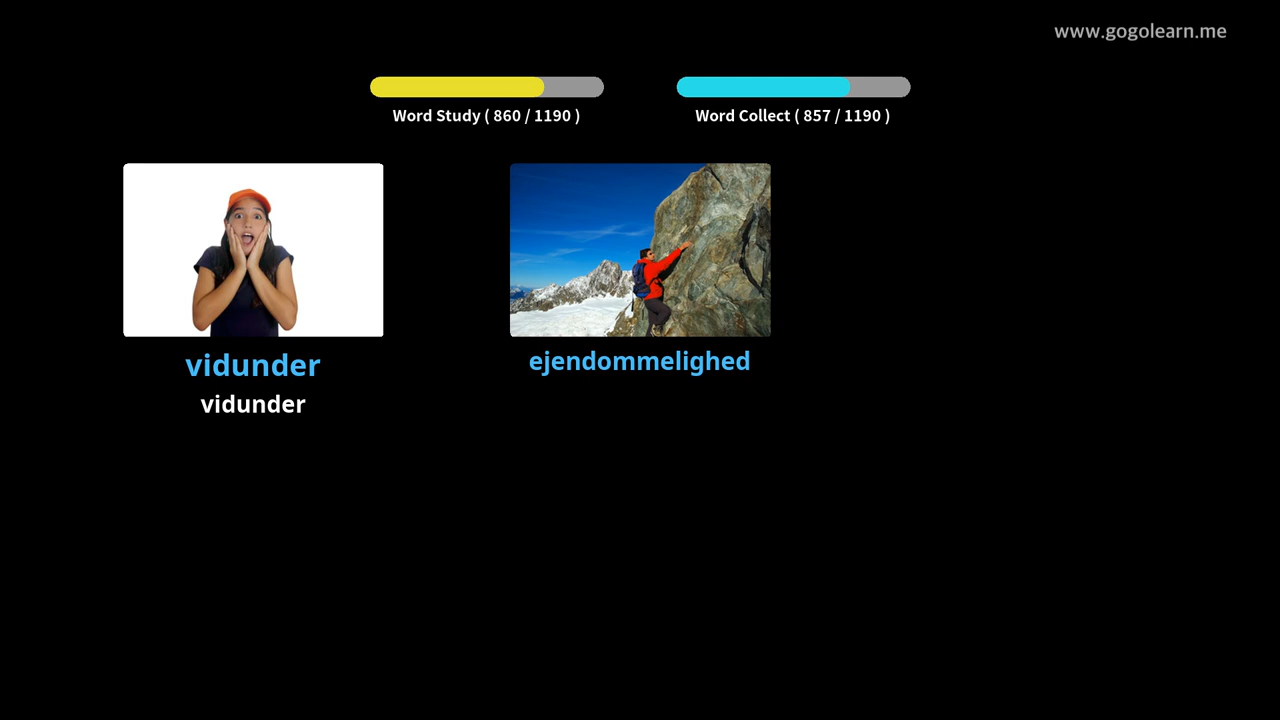 www.gogolearn.me
Word Study ( 860 / 1190 )
Word Collect ( 857 / 1190 )
vidunder
vidunder
ejendommelighed